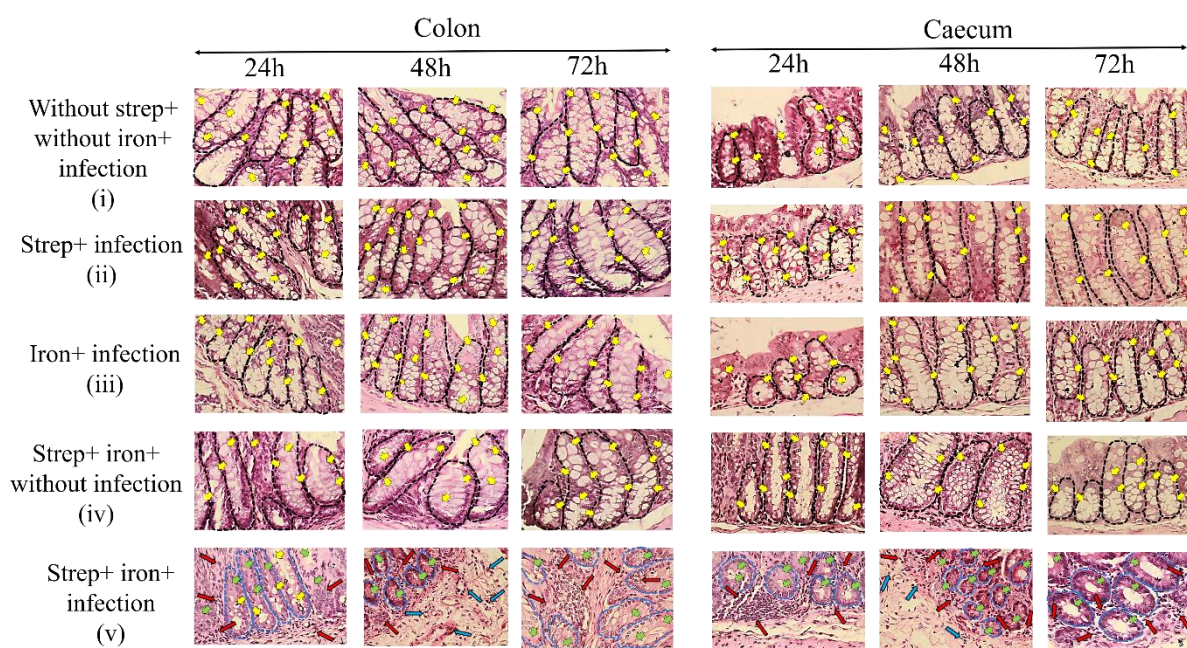 Colon
Caecum
24h
48h
72h
24h
48h
72h
Without strep+
without iron+
infection
(i)
Strep+ infection
(ii)
Iron+ infection
(iii)
Strep+ iron+
without infection
(iv)
Strep+ iron+
infection
(v)